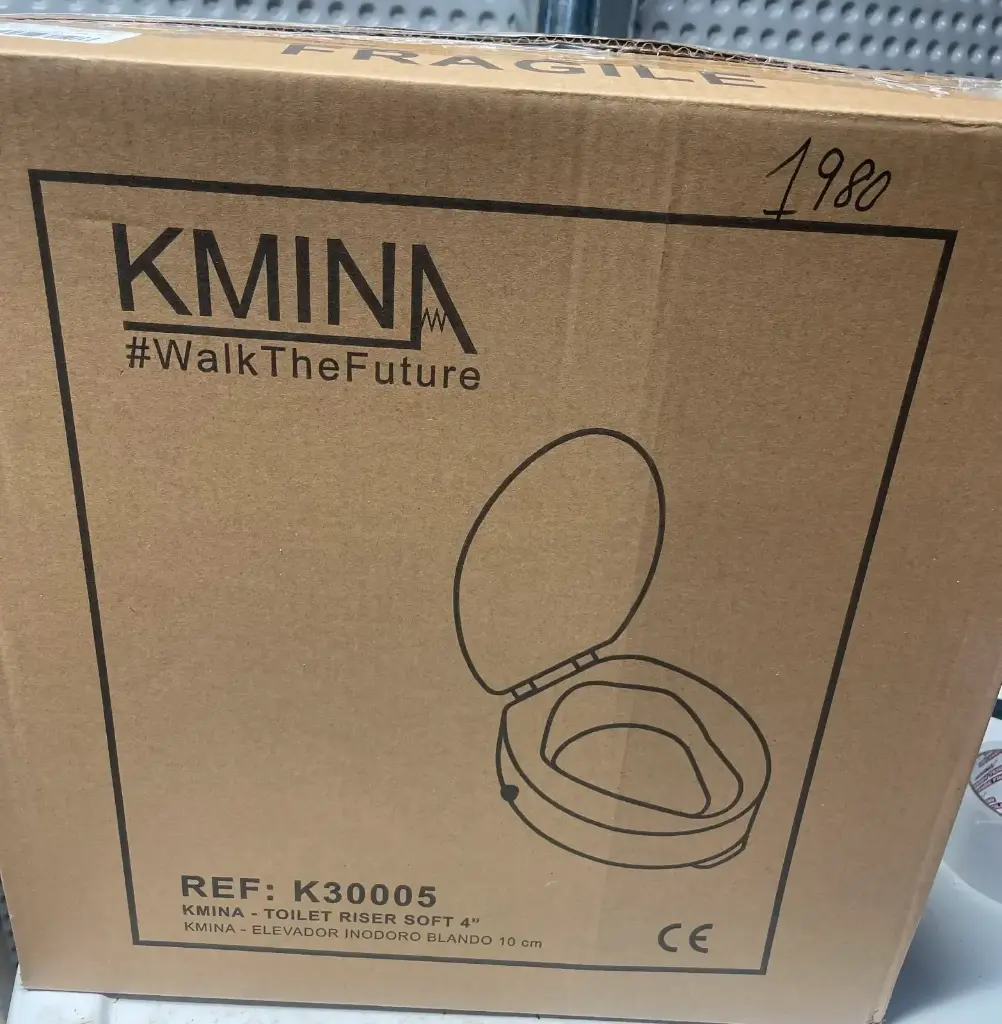 FRAGILE
1980
KMINA
#WalkTheFuture
REF: K30005
KMINA - TOILET RISER SOFT 4"
KMINA - ELEVADOR INODORO BLANDO 10 cm
CE